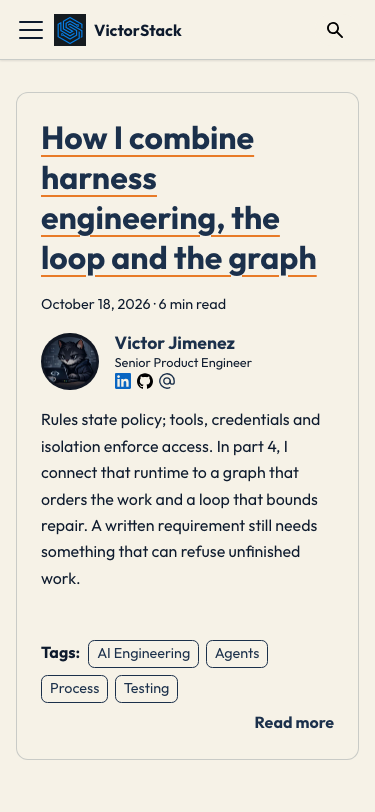 VictorStack
How I combine
harness
engineering, the
loop and the graph
October 18, 2026 · 6 min read
Victor Jimenez
Senior Product Engineer
Rules state policy; tools, credentials and
isolation enforce access. In part 4, I
connect that runtime to a graph that
orders the work and a loop that bounds
repair. A written requirement still needs
something that can refuse unfinished
work.
Tags: AI Engineering Agents
Process Testing
Read more